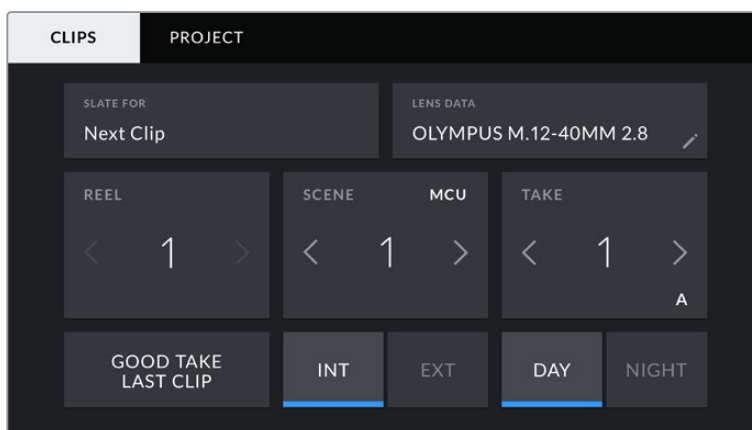 CLIPS PROJECT
SLATE FOR LENS DATA
Next Clip OLYMPUS M.12-40MM 2.8
REEL SCENE MCU TAKE
< 1 > < 1 > < 1 >
A
GOOD TAKE
LAST CLIP
INT EXT DAY NIGHT